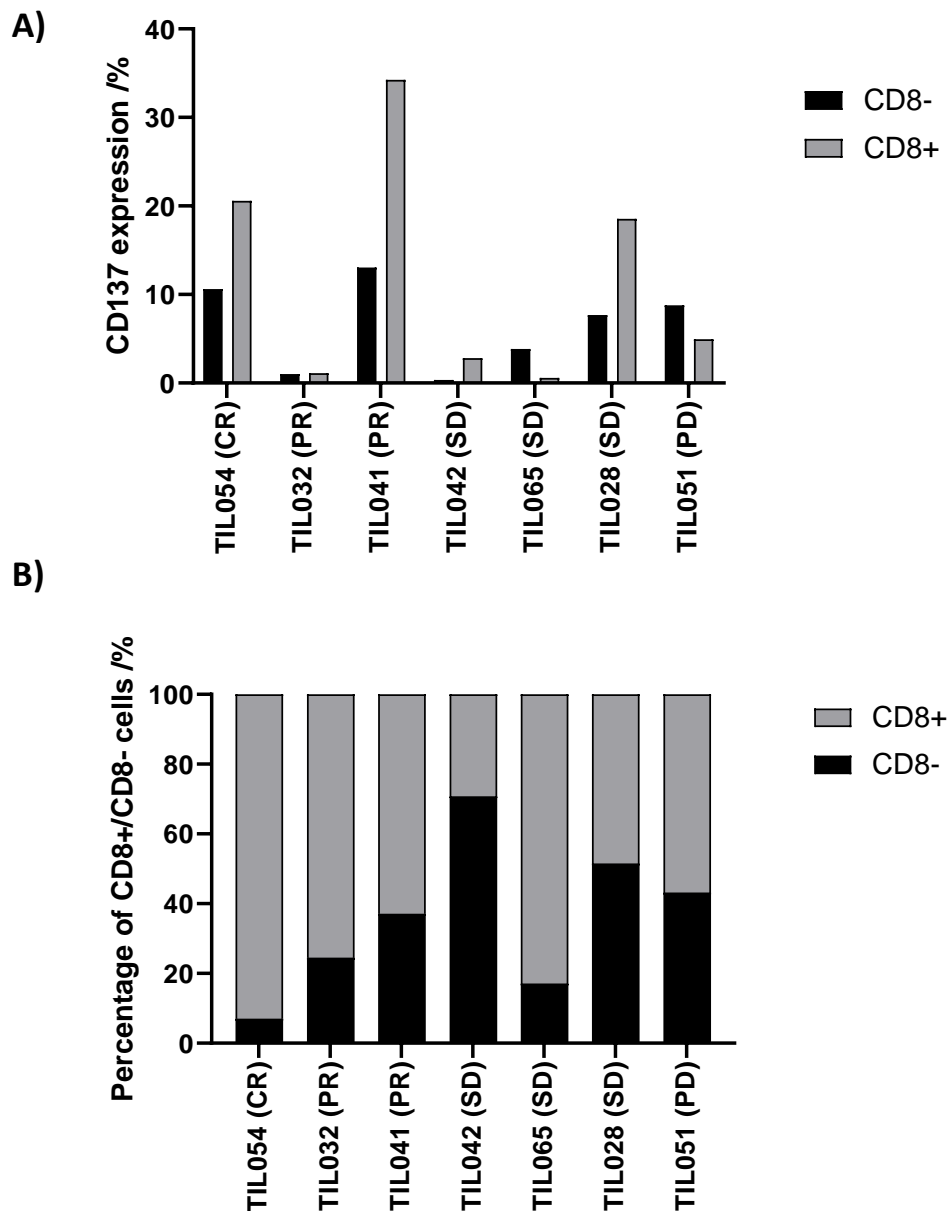 A)
CD137 expression /%
40
30
20
10
0
CD8-
CD8+
TIL054 (CR)
TIL032 (PR)
TIL041 (PR)
TIL042 (SD)
TIL065 (SD)
TIL028 (SD)
TIL051 (PD)
B)
Percentage of CD8+/CD8- cells /%
100
80
60
40
20
0
CD8+
CD8-
TIL054 (CR)
TIL032 (PR)
TIL041 (PR)
TIL042 (SD)
TIL065 (SD)
TIL028 (SD)
TIL051 (PD)